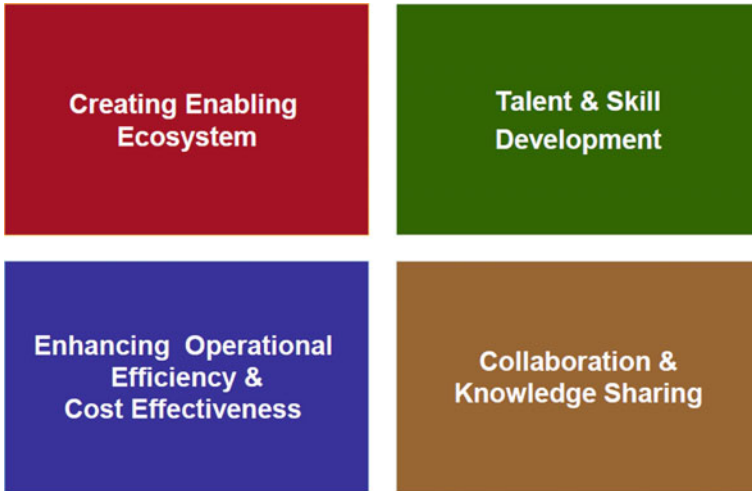 Creating Enabling
Ecosystem
Talent & Skill
Development
Enhancing  Operational
Efficiency &
Cost Effectiveness
Collaboration &
Knowledge Sharing